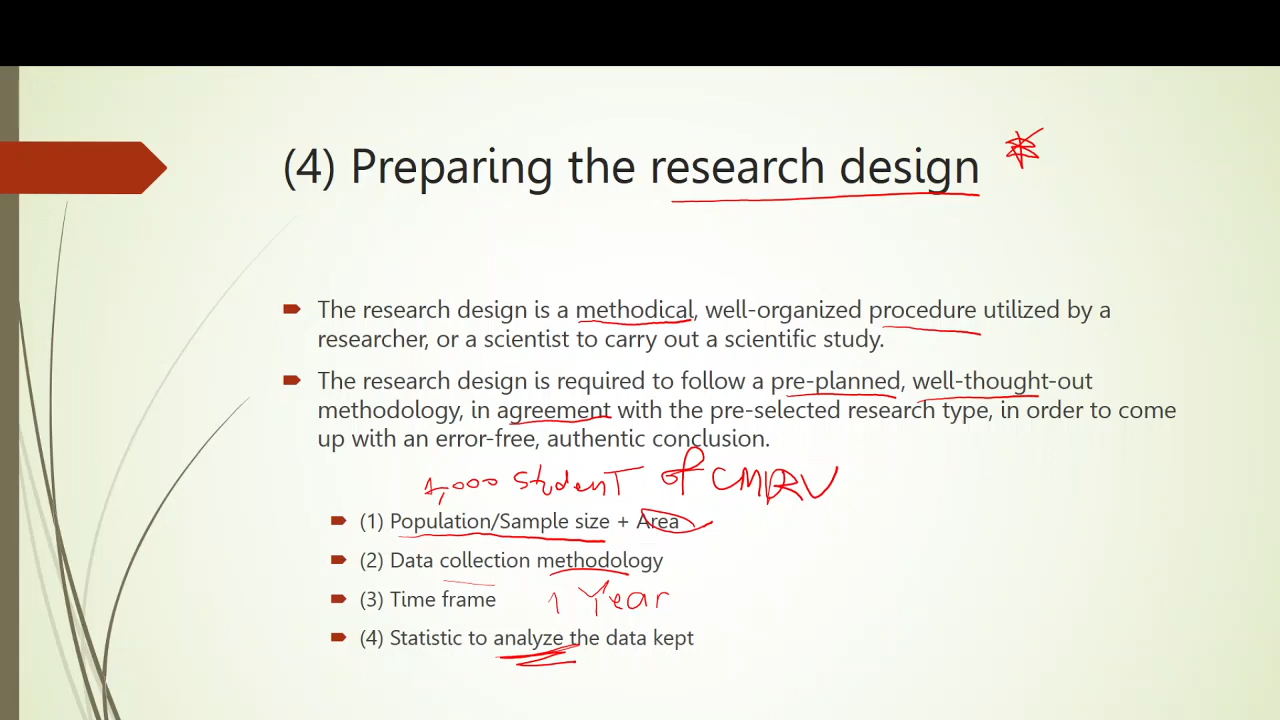 (4) Preparing the research design
The research design is a methodical, well-organized procedure utilized by a
researcher, or a scientist to carry out a scientific study.
The research design is required to follow a pre-planned, well-thought-out
methodology, in agreement with the pre-selected research type, in order to come
up with an error-free, authentic conclusion.
1,000 student of
(1) Population/Sample size + Area
(2) Data collection methodology
(3) Time frame 1 Year
(4) Statistic to analyze the data kept